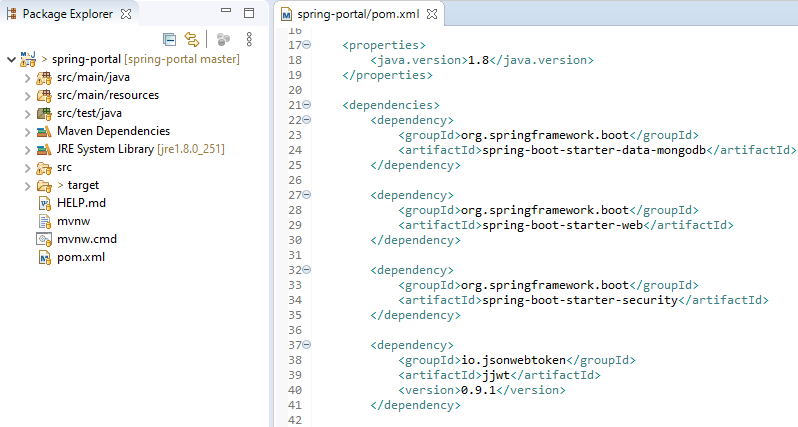 Package Explorer
spring-portal [spring-portal master]
src/main/java
src/main/resources
src/test/java
Maven Dependencies
JRE System Library [jre1.8.0_251]
src
> target
HELP.md
mvnw
mvnw.cmd
pom.xml
spring-portal/pom.xml
16
17 <properties>
18 <java.version>1.8</java.version>
19 </properties>
20
21 <dependencies>
22 <dependency>
23 <groupId>org.springframework.boot</groupId>
24 <artifactId>spring-boot-starter-data-mongodb</artifactId>
25 </dependency>
26
27 <dependency>
28 <groupId>org.springframework.boot</groupId>
29 <artifactId>spring-boot-starter-web</artifactId>
30 </dependency>
31
32 <dependency>
33 <groupId>org.springframework.boot</groupId>
34 <artifactId>spring-boot-starter-security</artifactId>
35 </dependency>
36
37 <dependency>
38 <groupId>io.jsonwebtoken</groupId>
39 <artifactId>jjwt</artifactId>
40 <version>0.9.1</version>
41 </dependency>
42